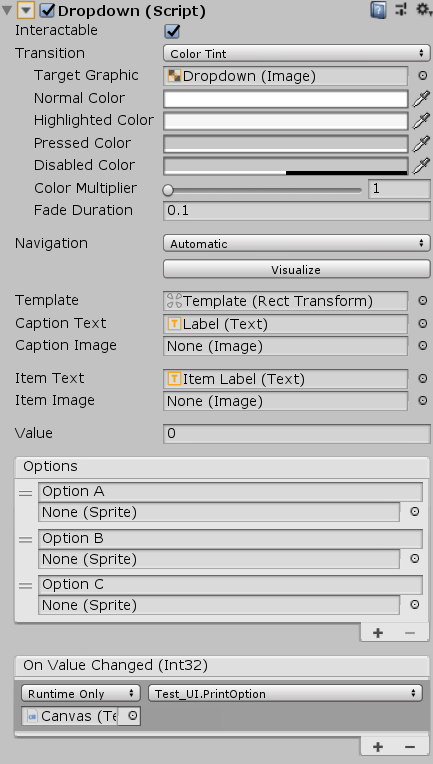 Dropdown (Script)
Interactable
Transition Color Tint
Target Graphic Dropdown (Image)
Normal Color
Highlighted Color
Pressed Color
Disabled Color
Color Multiplier 1
Fade Duration 0.1
Navigation Automatic
Visualize
Template Template (Rect Transform)
Caption Text Label (Text)
Caption Image None (Image)
Item Text Item Label (Text)
Item Image None (Image)
Value 0
Options
Option A
None (Sprite)
Option B
None (Sprite)
Option C
None (Sprite)
+ −
On Value Changed (Int32)
Runtime Only Test_UI.PrintOption
Canvas (Te
+ −